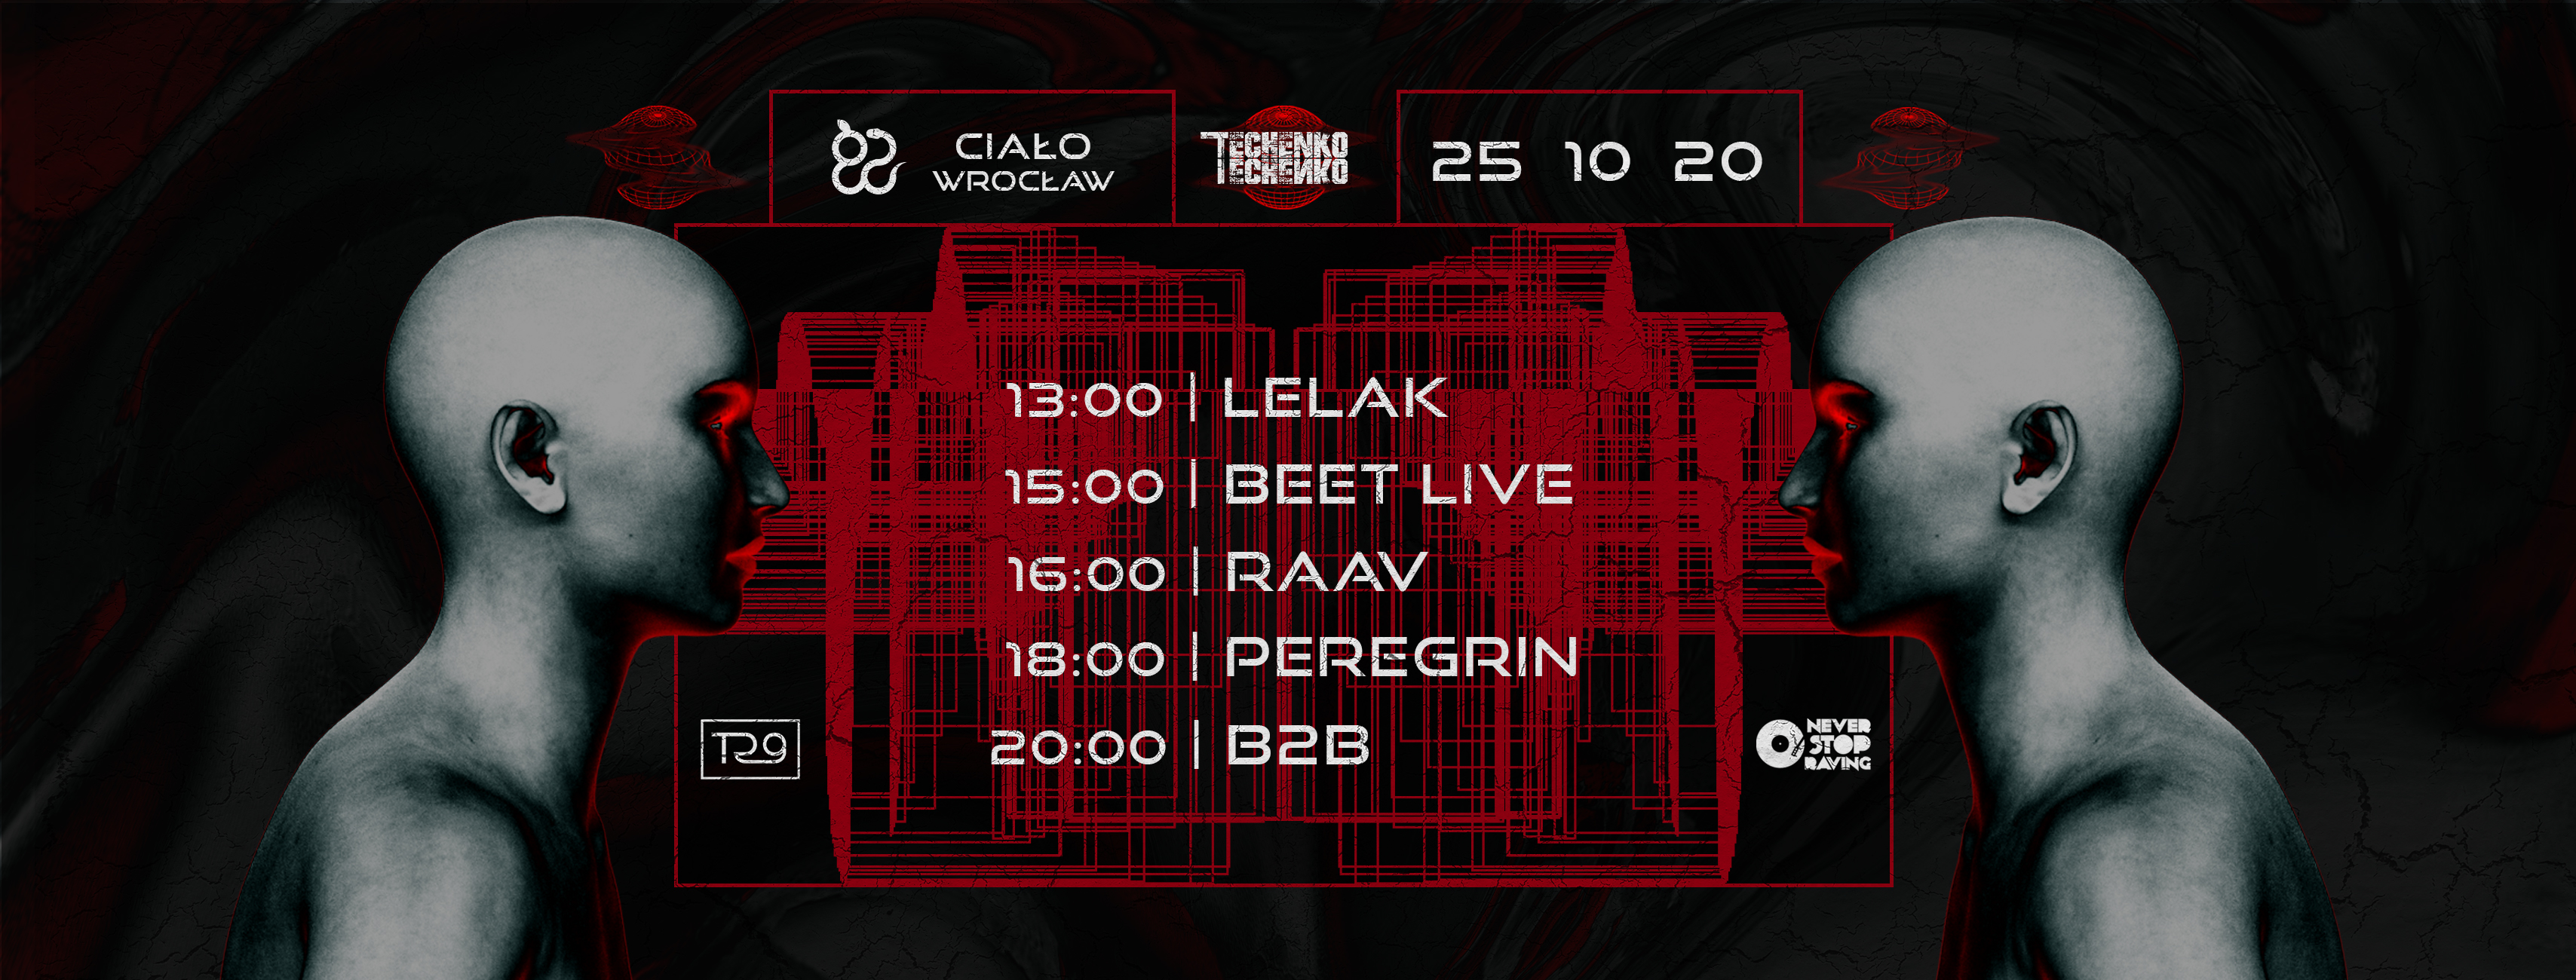 CIAŁO
WROCŁAW
TECHENKO
TECHENKO
25 10 20
13:00 | LELAK
15:00 | BEET LIVE
16:00 | RAAV
18:00 | PEREGRIN
20:00 | B2B
TR9
NEVER
STOP
RAVING